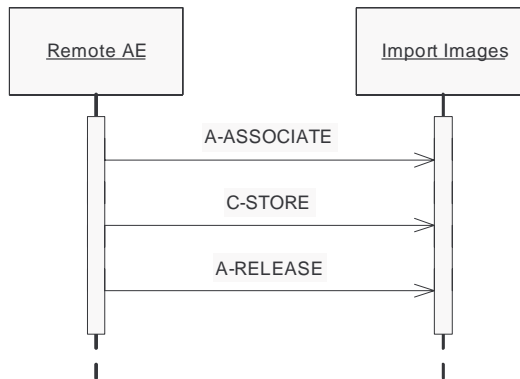 Remote AE
Import Images
A-ASSOCIATE
C-STORE
A-RELEASE